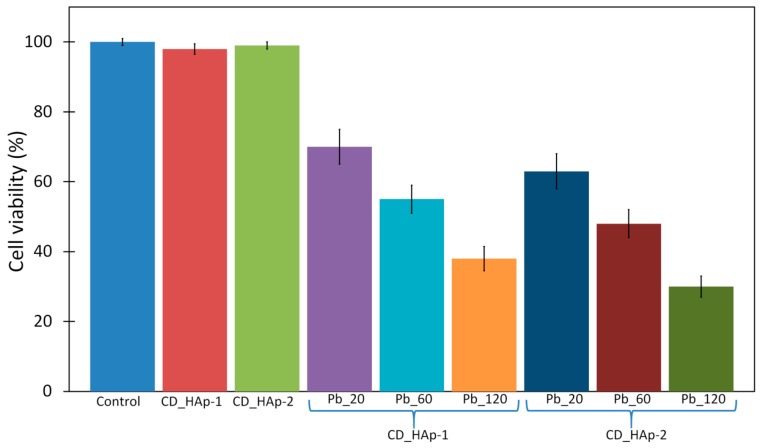 Cell viability (%)
100
80
60
40
20
0
Control CD_HAp-1 CD_HAp-2 Pb_20 Pb_60 Pb_120 Pb_20 Pb_60 Pb_120
CD_HAp-1 CD_HAp-2